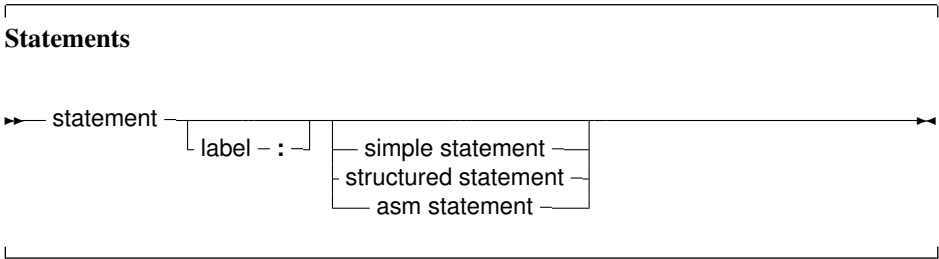 Statements
statement
label :
simple statement
structured statement
asm statement